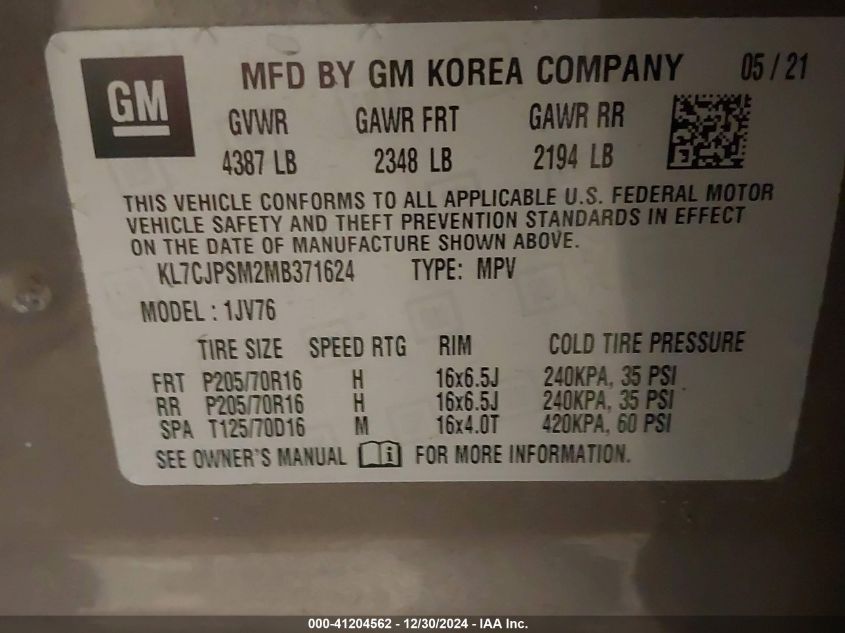 GM
MFD BY GM KOREA COMPANY 05 / 21
GVWR GAWR FRT GAWR RR
4387 LB 2348 LB 2194 LB
THIS VEHICLE CONFORMS TO ALL APPLICABLE U.S. FEDERAL MOTOR
VEHICLE SAFETY AND THEFT PREVENTION STANDARDS IN EFFECT
ON THE DATE OF MANUFACTURE SHOWN ABOVE.
KL7CJPSM2MB371624 TYPE: MPV
MODEL : 1JV76
TIRE SIZE SPEED RTG RIM COLD TIRE PRESSURE
FRT P205/70R16 H 16x6.5J 240KPA, 35 PSI
RR P205/70R16 H 16x6.5J 240KPA, 35 PSI
SPA T125/70D16 M 16x4.0T 420KPA, 60 PSI
SEE OWNER'S MANUAL i FOR MORE INFORMATION.
000-41204562 - 12/30/2024 - IAA Inc.